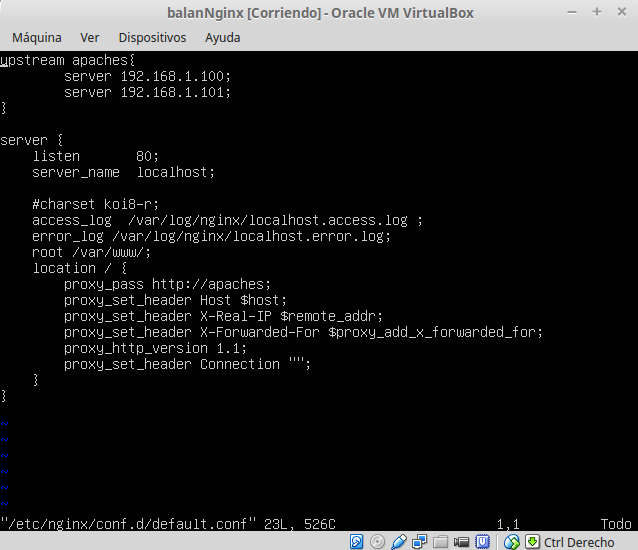 balanNginx [Corriendo] - Oracle VM VirtualBox
Máquina Ver Dispositivos Ayuda
upstream apaches{
        server 192.168.1.100;
        server 192.168.1.101;
}

server {
    listen       80;
    server_name  localhost;

    #charset koi8-r;
    access_log  /var/log/nginx/localhost.access.log ;
    error_log /var/log/nginx/localhost.error.log;
    root /var/www/;
    location / {
        proxy_pass http://apaches;
        proxy_set_header Host $host;
        proxy_set_header X-Real-IP $remote_addr;
        proxy_set_header X-Forwarded-For $proxy_add_x_forwarded_for;
        proxy_http_version 1.1;
        proxy_set_header Connection "";
    }
}
~
~
~
~
~
~
"/etc/nginx/conf.d/default.conf" 23L, 526C 1,1 Todo
Ctrl Derecho